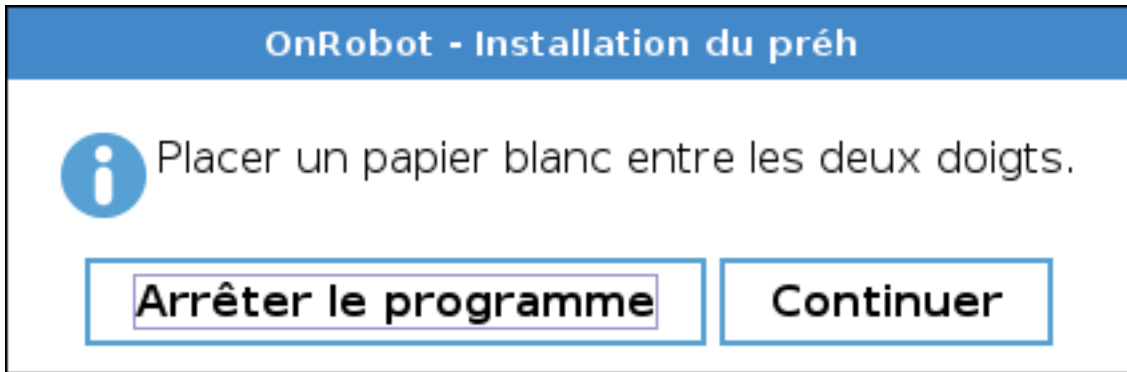 OnRobot - Installation du préh
Placer un papier blanc entre les deux doigts.
Arrêter le programme
Continuer